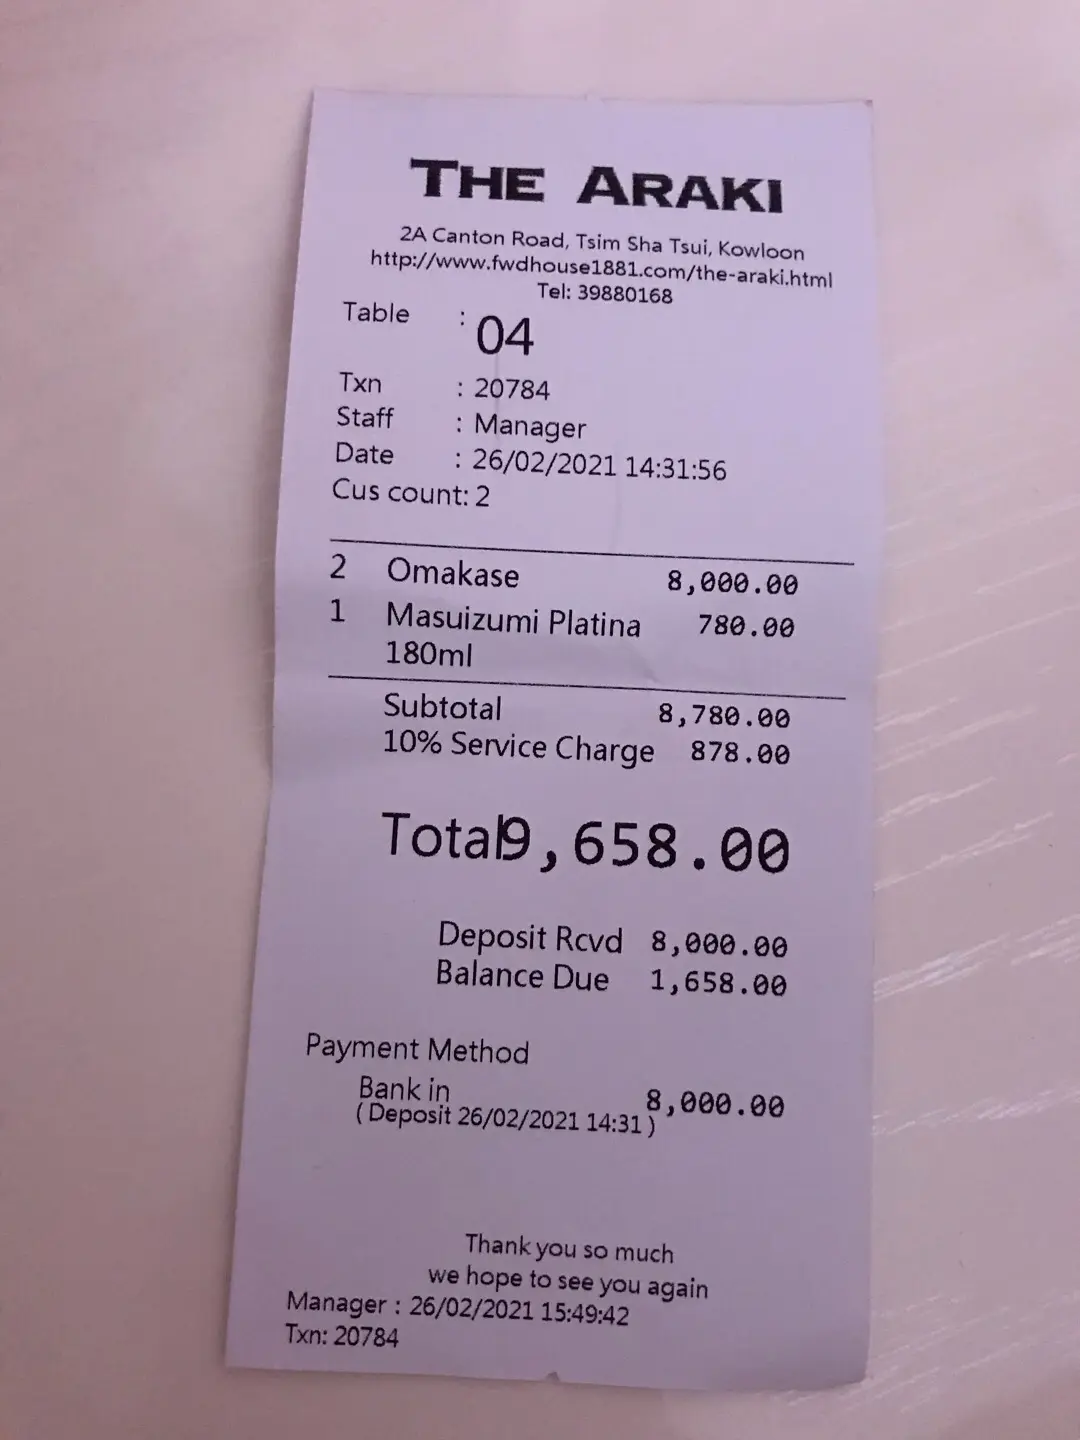 THE ARAKI
2A Canton Road, Tsim Sha Tsui, Kowloon
http://www.fwdhouse1881.com/the-araki.html
Tel: 39880168
Table : 04
Txn : 20784
Staff : Manager
Date : 26/02/2021 14:31:56
Cus count: 2
2 Omakase 8,000.00
1 Masuizumi Platina 780.00
180ml
Subtotal 8,780.00
10% Service Charge 878.00
Total9,658.00
Deposit Rcvd 8,000.00
Balance Due 1,658.00
Payment Method
Bank in 8,000.00
( Deposit 26/02/2021 14:31 )
Thank you so much
we hope to see you again
Manager : 26/02/2021 15:49:42
Txn: 20784